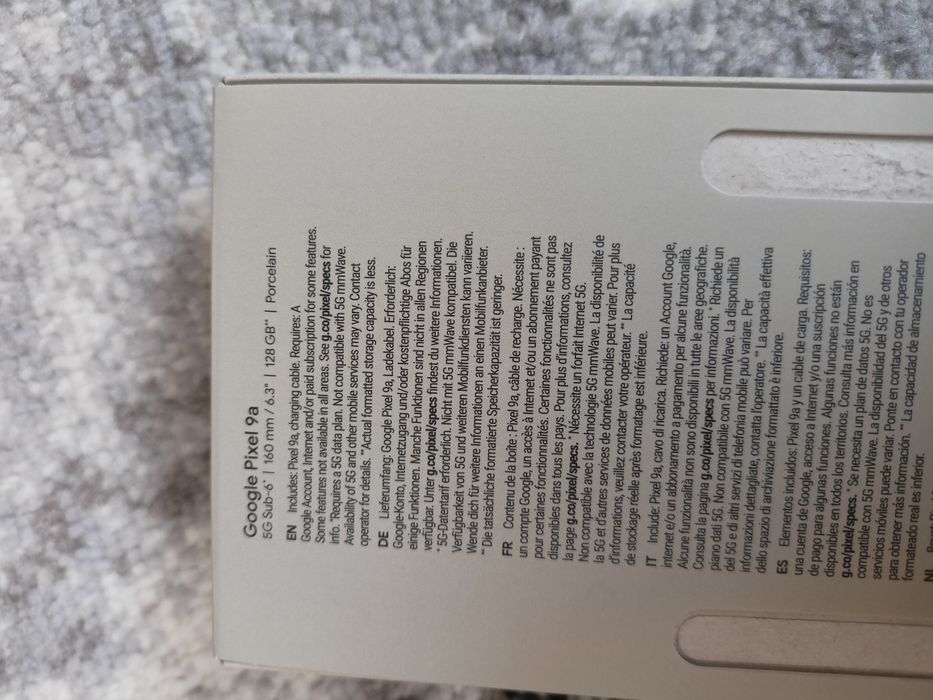 Google Pixel 9a
5G Sub-6* | 160 mm / 6.3" | 128 GB** | Porcelain
EN Includes: Pixel 9a, charging cable. Requires: A
Google Account, Internet and/or paid subscription for some features.
Some features not available in all areas. See g.co/pixel/specs for
info. *Requires a 5G data plan. Not compatible with 5G mmWave.
Availability of 5G and other mobile services may vary. Contact
operator for details. **Actual formatted storage capacity is less.
DE Lieferumfang: Google Pixel 9a, Ladekabel. Erforderlich:
Google-Konto, Internetzugang und/oder kostenpflichtige Abos für
einige Funktionen. Manche Funktionen sind nicht in allen Regionen
verfügbar. Unter g.co/pixel/specs findest du weitere Informationen.
* 5G-Datentarif erforderlich. Nicht mit 5G mmWave kompatibel. Die
Verfügbarkeit von 5G und weiteren Mobilfunkdiensten kann variieren.
Wende dich für weitere Informationen an einen Mobilfunkanbieter.
** Die tatsächliche formatierte Speicherkapazität ist geringer.
FR Contenu de la boîte : Pixel 9a, câble de recharge. Nécessite :
un compte Google, un accès à Internet et/ou un abonnement payant
pour certaines fonctionnalités. Certaines fonctionnalités ne sont pas
disponibles dans tous les pays. Pour plus d'informations, consultez
la page g.co/pixel/specs. * Nécessite un forfait Internet 5G.
Non compatible avec la technologie 5G mmWave. La disponibilité de
la 5G et d'autres services de données mobiles peut varier. Pour plus
d'informations, veuillez contacter votre opérateur. ** La capacité
de stockage réelle après formatage est inférieure.
IT Include: Pixel 9a, cavo di ricarica. Richiede: un Account Google,
internet e/o un abbonamento a pagamento per alcune funzionalità.
Alcune funzionalità non sono disponibili in tutte le aree geografiche.
Consulta la pagina g.co/pixel/specs per informazioni. * Richiede un
piano dati 5G. Non compatibile con 5G mmWave. La disponibilità
del 5G e di altri servizi di telefonia mobile può variare. Per
informazioni dettagliate, contatta l'operatore. ** La capacità effettiva
dello spazio di archiviazione formattato è inferiore.
ES Elementos incluidos: Pixel 9a y un cable de carga. Requisitos:
una cuenta de Google, acceso a Internet y/o una suscripción
de pago para algunas funciones. Algunas funciones no están
disponibles en todos los territorios. Consulta más información en
g.co/pixel/specs. * Se necesita un plan de datos 5G. No es
compatible con 5G mmWave. La disponibilidad del 5G y de otros
servicios móviles puede variar. Ponte en contacto con tu operador
para obtener más información. ** La capacidad de almacenamiento
formateado real es inferior.
NL